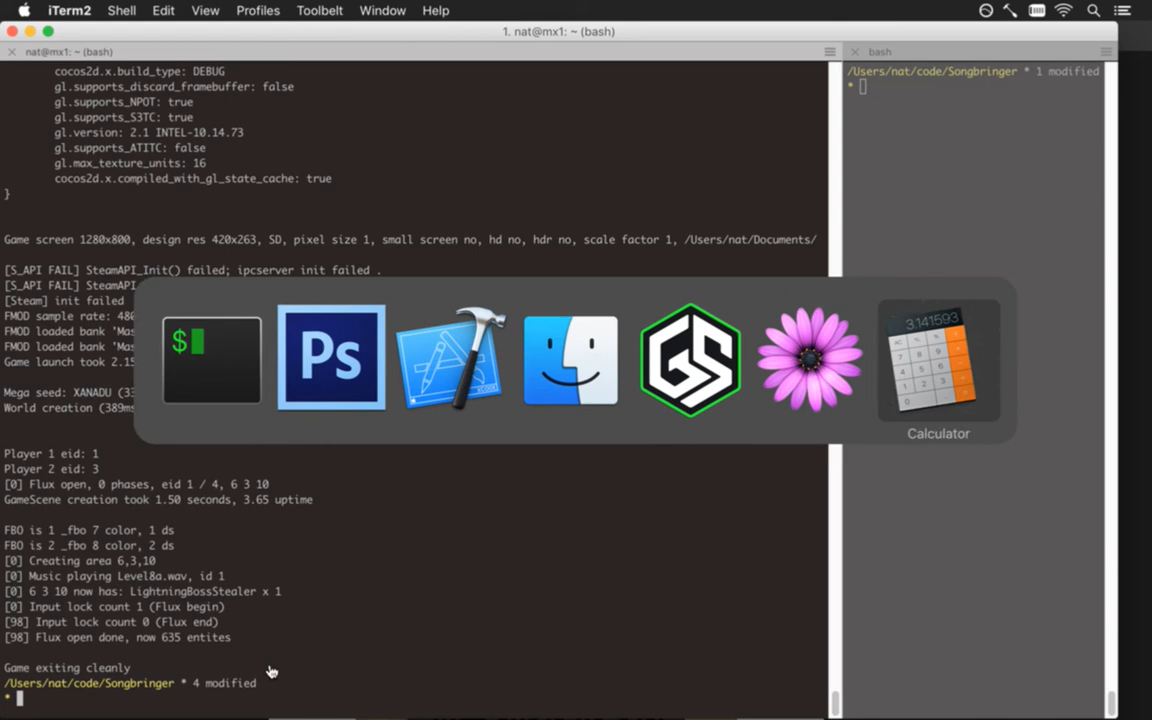 iTerm2 Shell Edit View Profiles Toolbelt Window Help
1. nat@mx1: ~ (bash)
nat@mx1: ~ (bash)
cocos2d.x.build_type: DEBUG
gl.supports_discard_framebuffer: false
gl.supports_NPOT: true
gl.supports_S3TC: true
gl.version: 2.1 INTEL-10.14.73
gl.supports_ATITC: false
gl.max_texture_units: 16
cocos2d.x.compiled_with_gl_state_cache: true
}
Game screen 1280x800, design res 420x263, SD, pixel size 1, small screen no, hd no, hdr no, scale factor 1, /Users/nat/Documents/
[S_API FAIL] SteamAPI_Init() failed; ipcserver init failed .
[S_API FAIL] SteamAPI
[Steam] init failed
FMOD sample rate: 480
FMOD loaded bank 'Mas
FMOD loaded bank 'Mas
Game launch took 2.15
Mega seed: XANADU (33
World creation (389ms
Player 1 eid: 1
Player 2 eid: 3
[0] Flux open, 0 phases, eid 1 / 4, 6 3 10
GameScene creation took 1.50 seconds, 3.65 uptime
FBO is 1 _fbo 7 color, 1 ds
FBO is 2 _fbo 8 color, 2 ds
[0] Creating area 6,3,10
[0] Music playing Level8a.wav, id 1
[0] 6 3 10 now has: LightningBossStealer x 1
[0] Input lock count 1 (Flux begin)
[98] Input lock count 0 (Flux end)
[98] Flux open done, now 635 entites
Game exiting cleanly
/Users/nat/code/Songbringer * 4 modified
*
bash
/Users/nat/code/Songbringer * 1 modified
*
$
Ps
GS
3.141593
Calculator